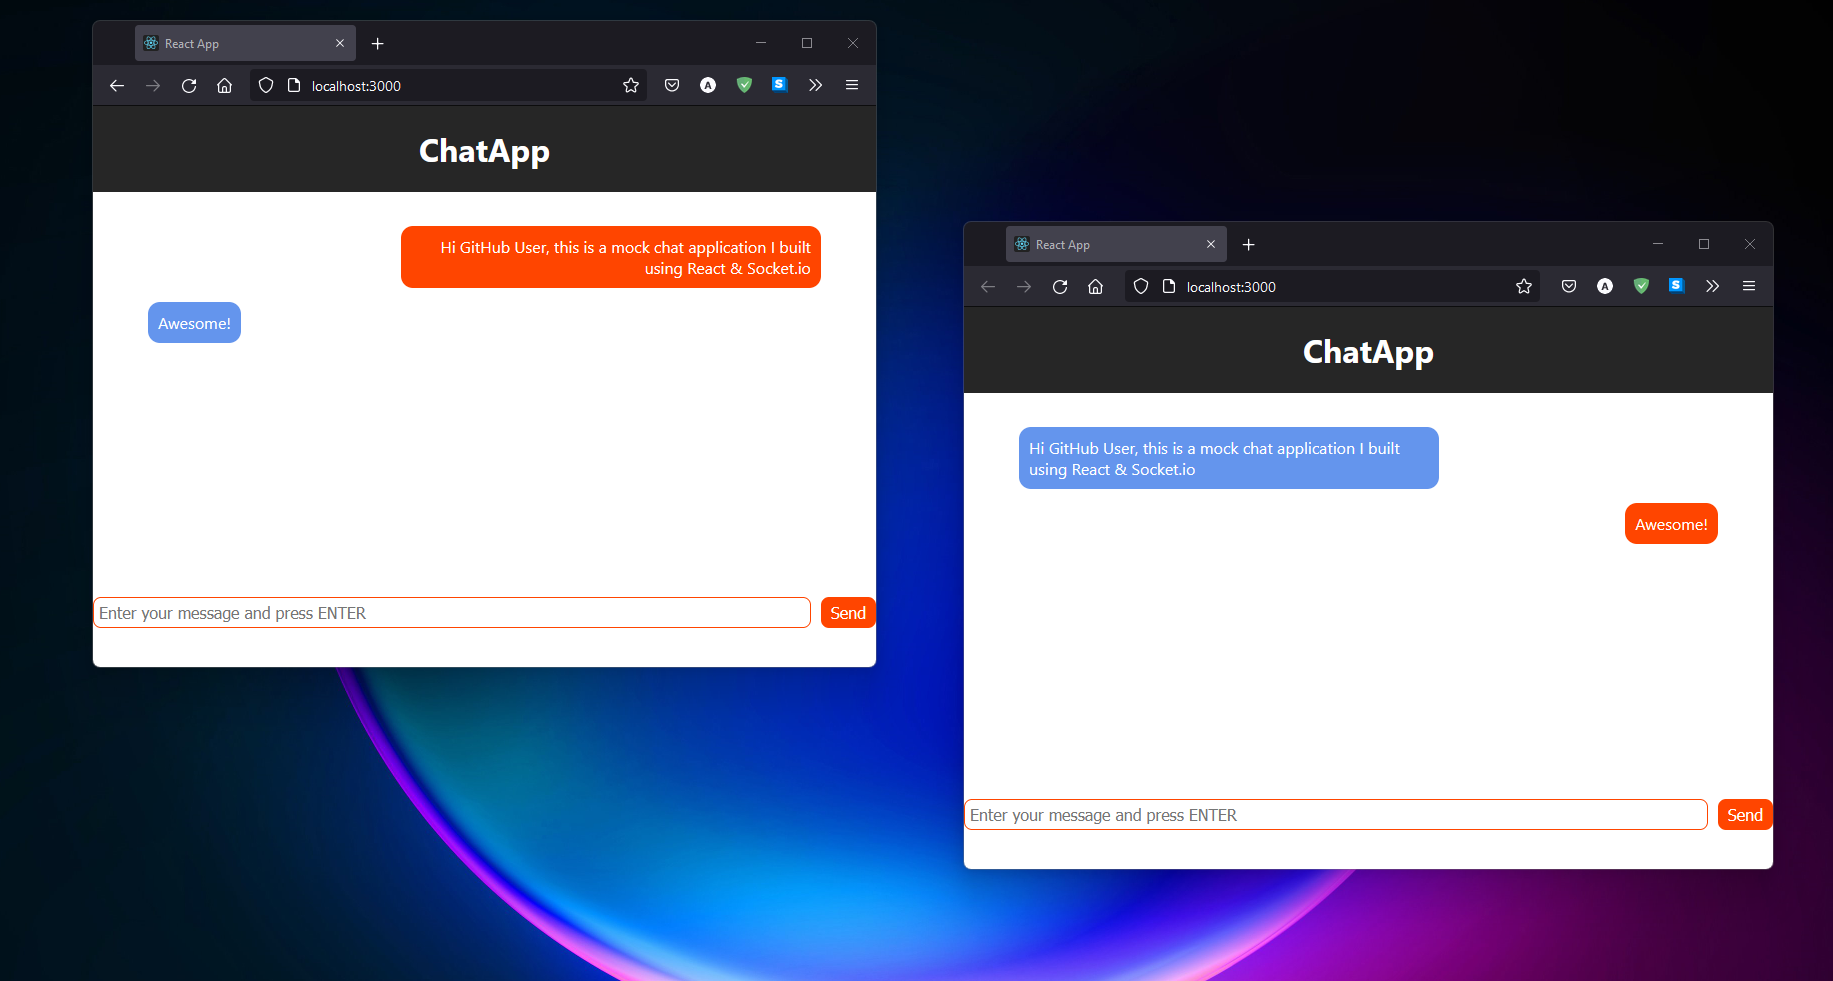 React App
localhost:3000
A
S
ChatApp
Hi GitHub User, this is a mock chat application I built
using React & Socket.io
Awesome!
Enter your message and press ENTER
Send
React App
localhost:3000
A
S
ChatApp
Hi GitHub User, this is a mock chat application I built
using React & Socket.io
Awesome!
Enter your message and press ENTER
Send